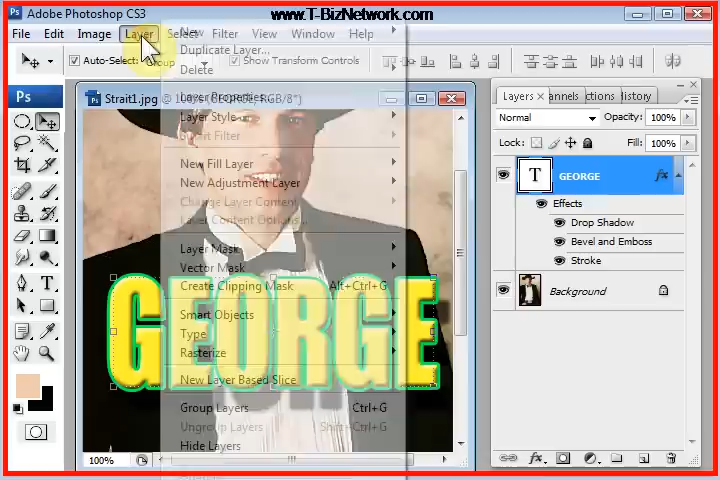 www.T-BizNetwork.com
Adobe Photoshop CS3
File Edit Image Layer Select Filter View Window Help
Auto-Select: Group Show Transform Controls
Ps
Strait1.jpg @ 100% (GEORGE, RGB/8*)
New
Duplicate Layer...
Delete
Layer Properties...
Layer Style
Smart Filter
New Fill Layer
New Adjustment Layer
Change Layer Content
Layer Content Options...
Layer Mask
Vector Mask
Create Clipping Mask Alt+Ctrl+G
Smart Objects
Type
Rasterize
New Layer Based Slice
Group Layers Ctrl+G
Ungroup Layers Shift+Ctrl+G
Hide Layers
GEORGE
100%
Layers × annels ctions History
Normal Opacity: 100%
Lock: Fill: 100%
T GEORGE fx
Effects
Drop Shadow
Bevel and Emboss
Stroke
Background